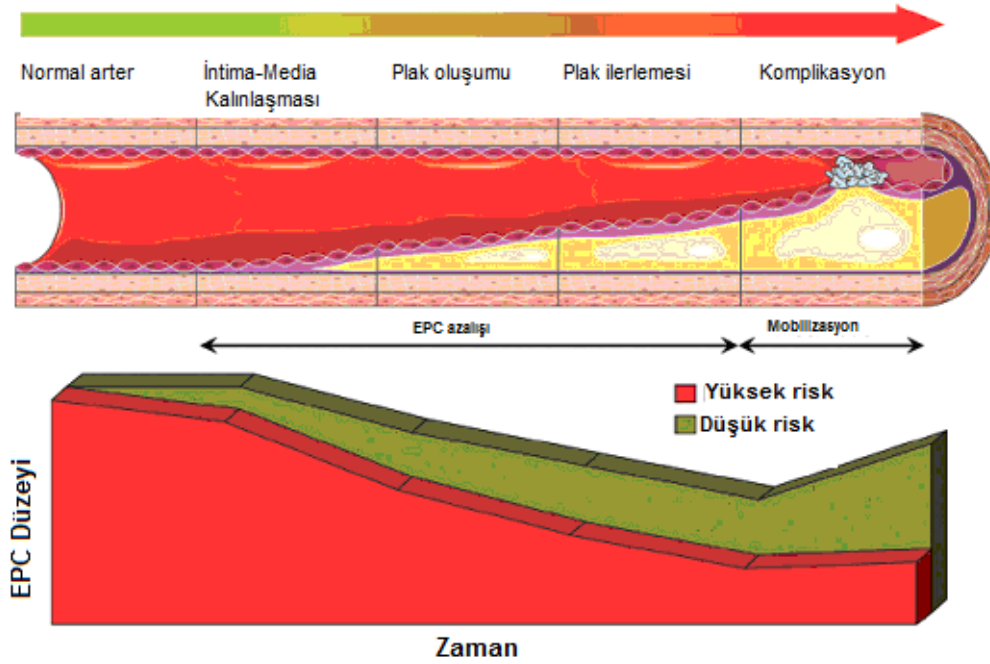 Normal arter
İntima-Media
Kalınlaşması
Plak oluşumu
Plak ilerlemesi
Komplikasyon
EPC azalışı
Mobilizasyon
Yüksek risk
Düşük risk
EPC Düzeyi
Zaman